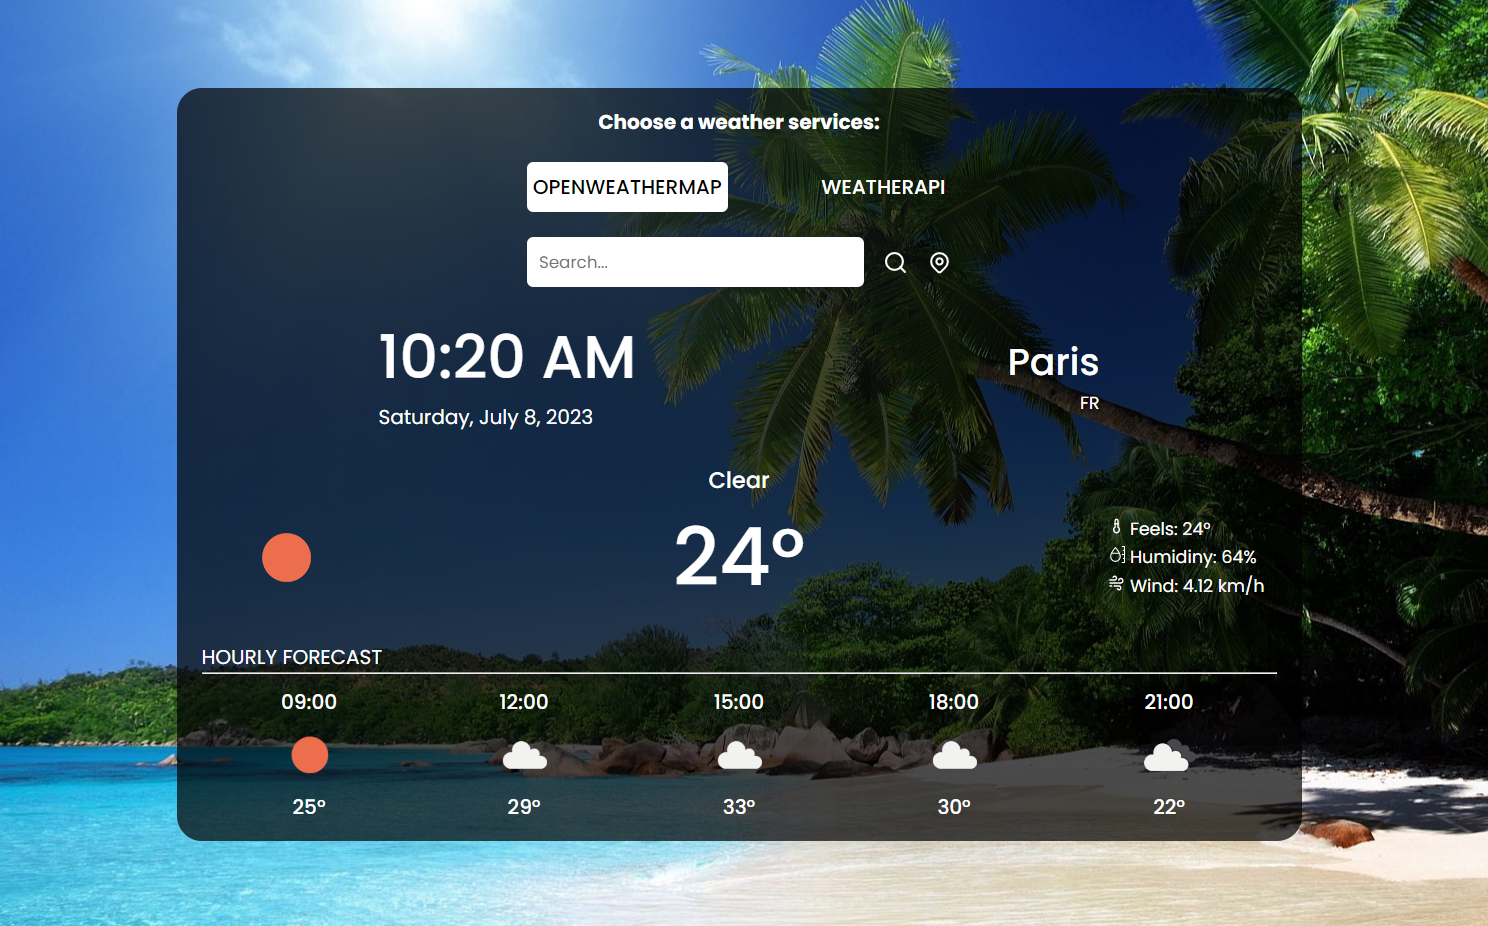 Choose a weather services:
OPENWEATHERMAP WEATHERAPI
Search...
10:20 AM
Saturday, July 8, 2023
Paris
FR
Clear
24°
Feels: 24°
Humidiny: 64%
Wind: 4.12 km/h
HOURLY FORECAST
09:00 12:00 15:00 18:00 21:00
25° 29° 33° 30° 22°